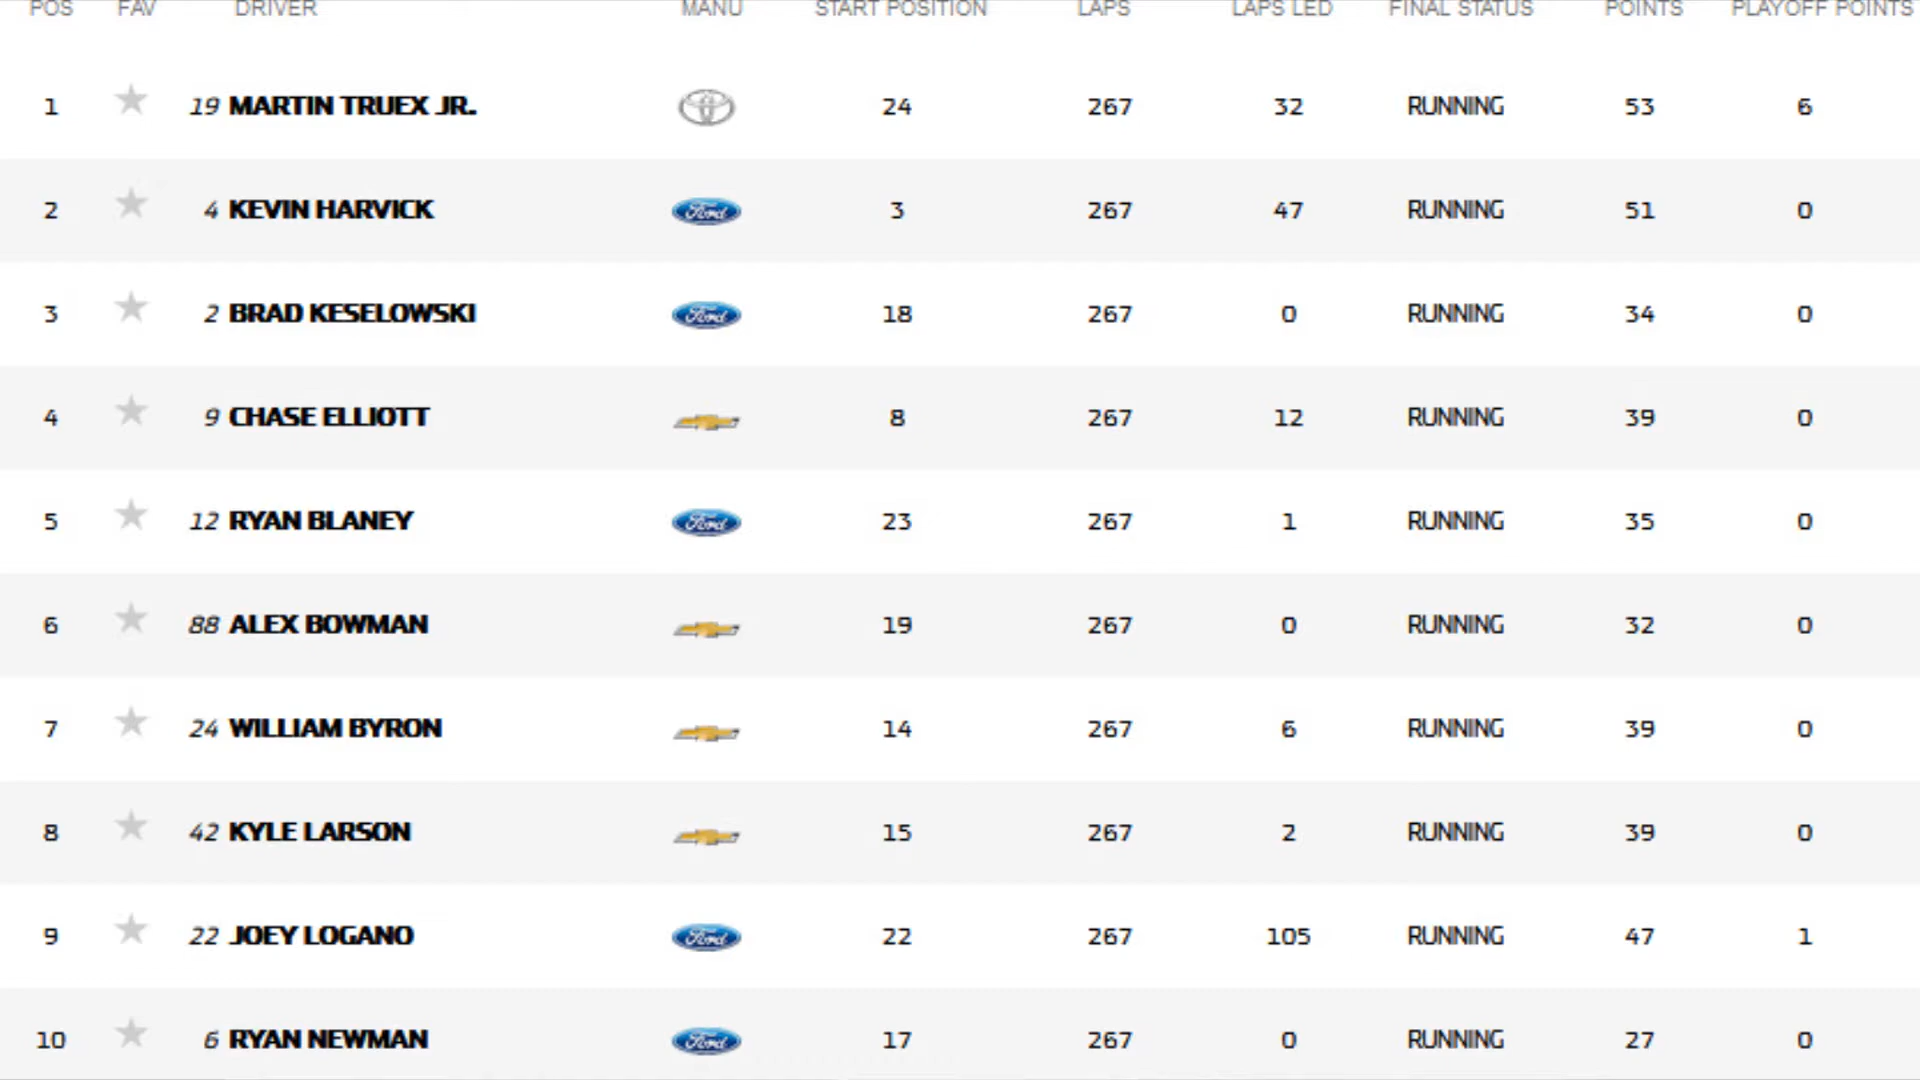 POS FAV DRIVER MANU START POSITION LAPS LAPS LED FINAL STATUS POINTS PLAYOFF POINTS
1 19 MARTIN TRUEX JR. 24 267 32 RUNNING 53 6
2 4 KEVIN HARVICK Ford 3 267 47 RUNNING 51 0
3 2 BRAD KESELOWSKI Ford 18 267 0 RUNNING 34 0
4 9 CHASE ELLIOTT 8 267 12 RUNNING 39 0
5 12 RYAN BLANEY Ford 23 267 1 RUNNING 35 0
6 88 ALEX BOWMAN 19 267 0 RUNNING 32 0
7 24 WILLIAM BYRON 14 267 6 RUNNING 39 0
8 42 KYLE LARSON 15 267 2 RUNNING 39 0
9 22 JOEY LOGANO Ford 22 267 105 RUNNING 47 1
10 6 RYAN NEWMAN Ford 17 267 0 RUNNING 27 0